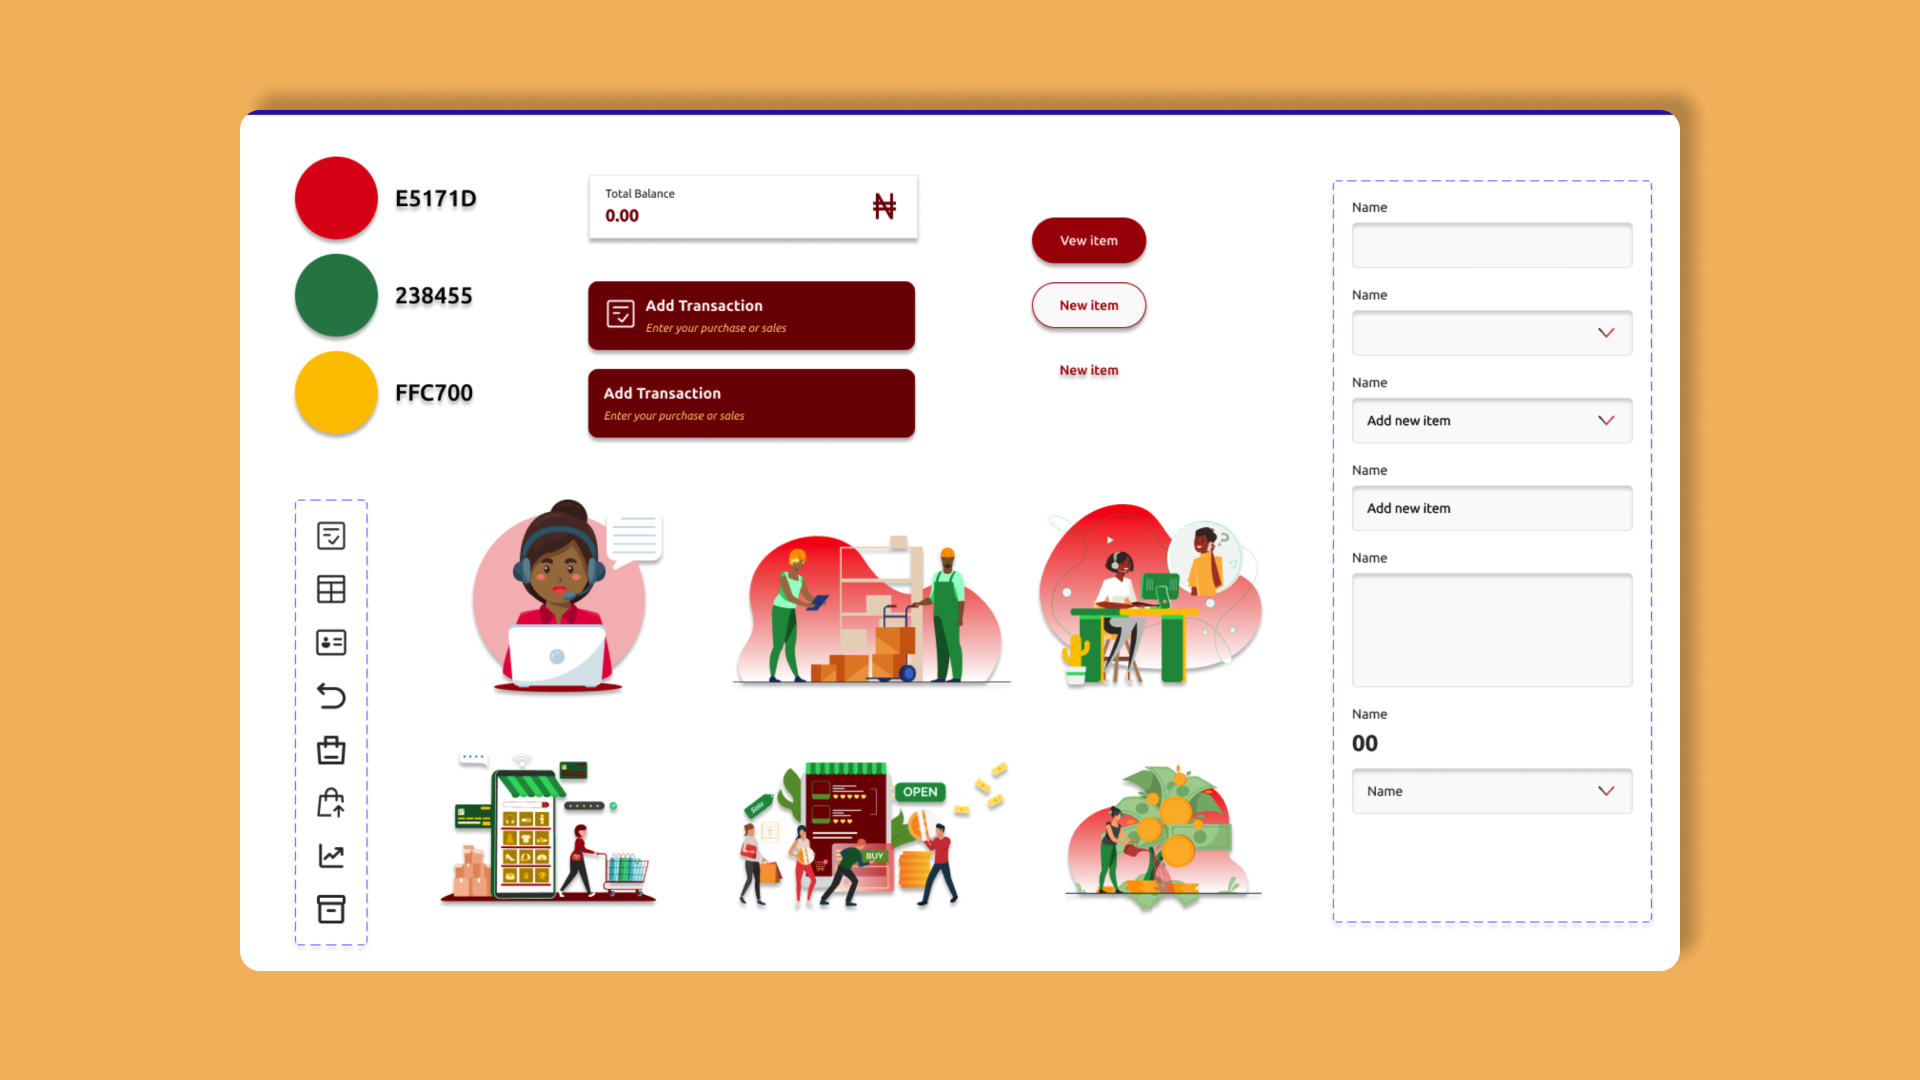 E5171D
238455
FFC700
Total Balance
0.00
₦
Add Transaction
Enter your purchase or sales
Add Transaction
Enter your purchase or sales
Vew item
New item
New item
Name
Name
Name
Add new item
Name
Add new item
Name
Name
00
Name
?
Sale
OPEN
BUY